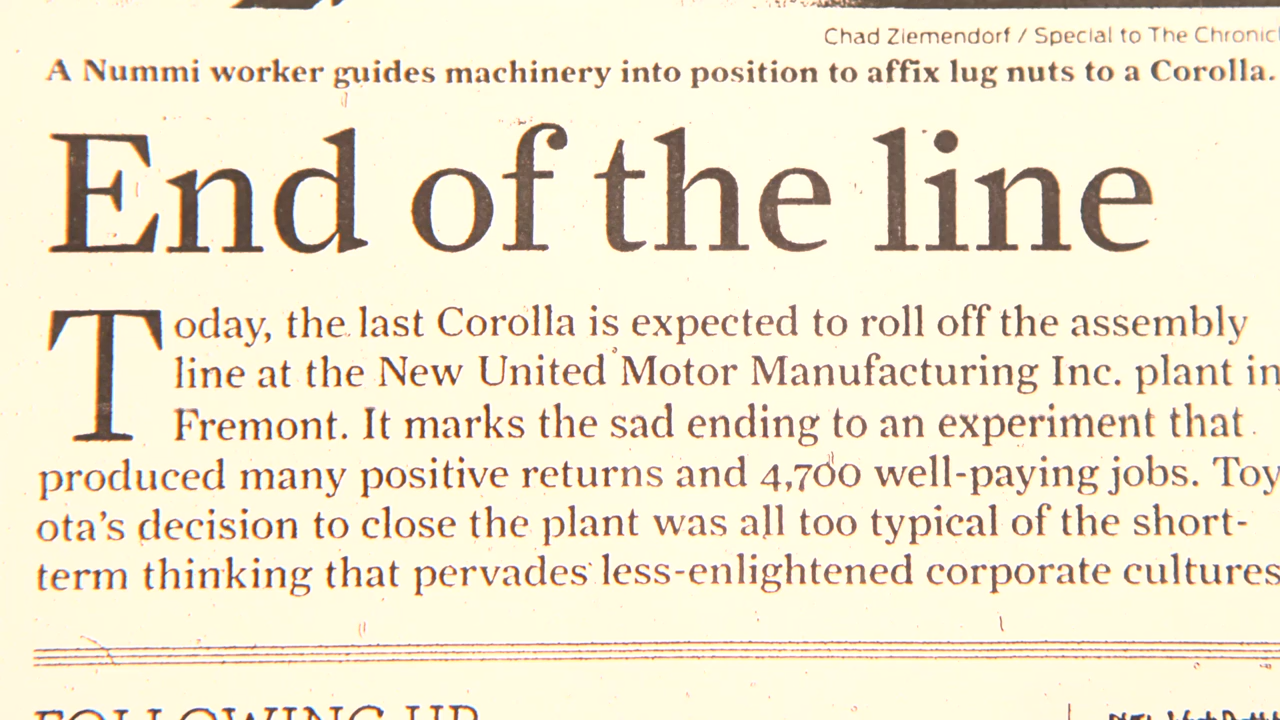 Chad Ziemendorf / Special to The Chronicl
A Nummi worker guides machinery into position to affix lug nuts to a Corolla.
End of the line
Today, the last Corolla is expected to roll off the assembly
line at the New United Motor Manufacturing Inc. plant in
Fremont. It marks the sad ending to an experiment that
produced many positive returns and 4,700 well-paying jobs. Toy
ota's decision to close the plant was all too typical of the short-
term thinking that pervades less-enlightened corporate cultures
FOLLOWING UP